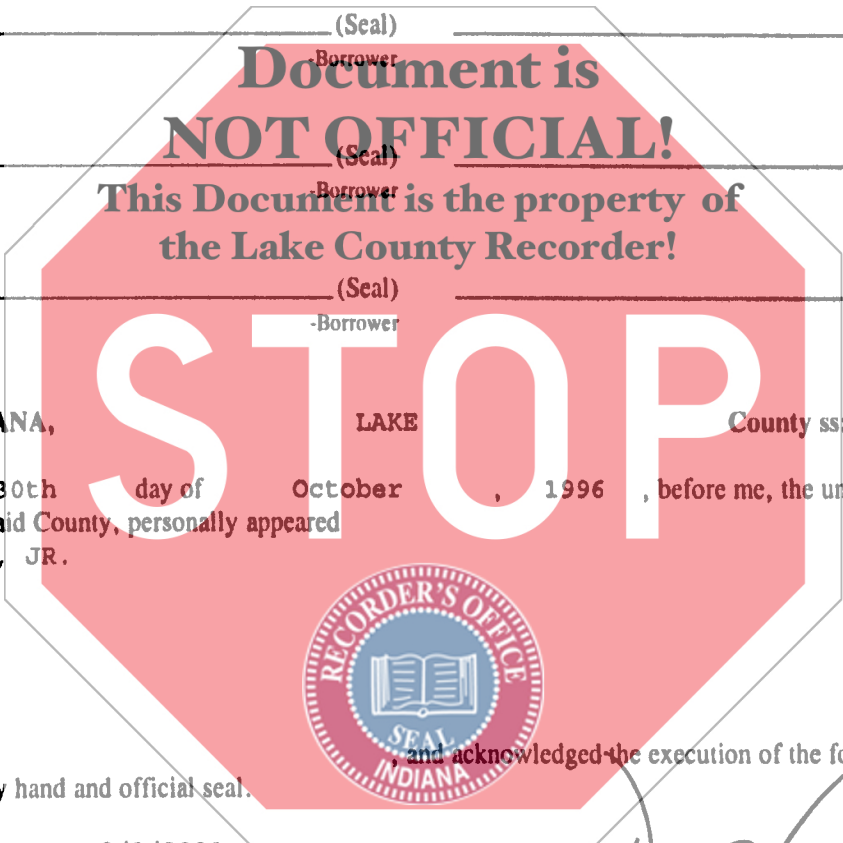 (Seal)
-Borrower
Document is
NOT OFFICIAL!
(Seal)
-Borrower
This Document is the property of
the Lake County Recorder!
(Seal)
-Borrower
STOP
ANA, LAKE County ss:
30th day of October , 1996 , before me, the un
aid County, personally appeared
, JR.
RECORDER'S OFFICE
SEAL
INDIANA
, and acknowledged the execution of the fo
y hand and official seal.